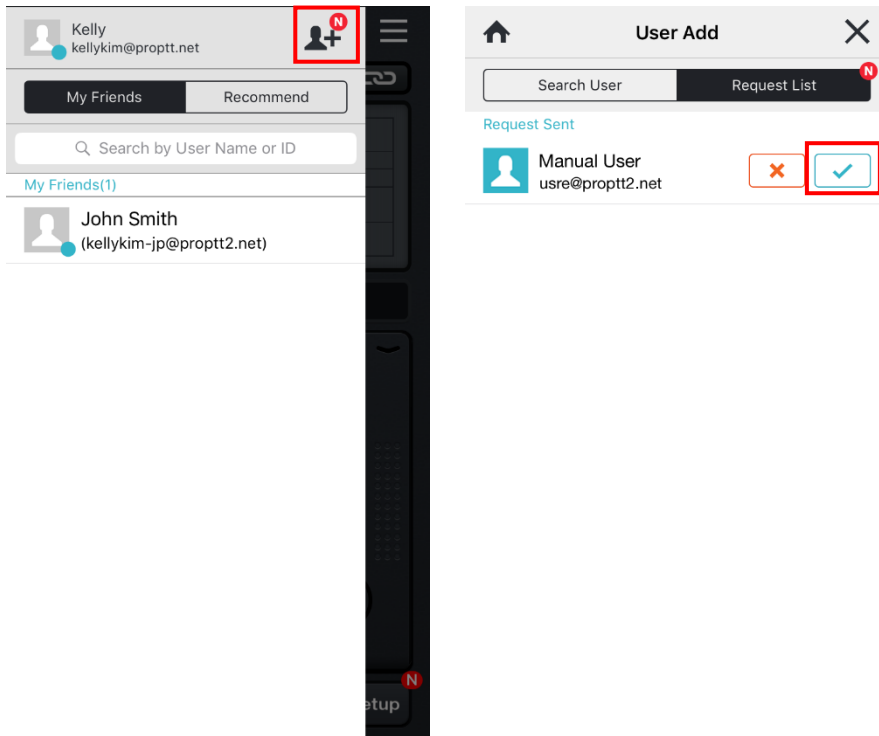 Kelly
kellykim@proptt.net
N
My Friends
Recommend
Search by User Name or ID
My Friends(1)
John Smith
(kellykim-jp@proptt2.net)
N
etup
User Add
Search User
Request List
N
Request Sent
Manual User
usre@proptt2.net